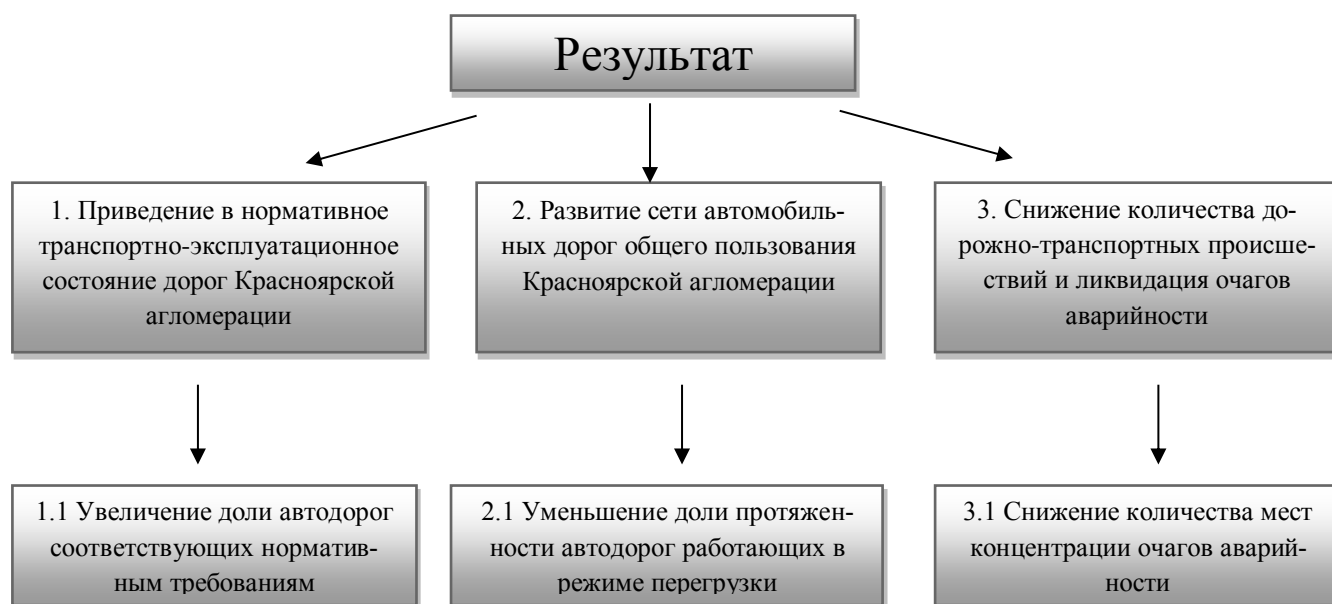 Результат
1. Приведение в нормативное
транспортно-эксплуатационное
состояние дорог Красноярской
агломерации
2. Развитие сети автомобиль-
ных дорог общего пользования
Красноярской агломерации
3. Снижение количества до-
рожно-транспортных происше-
ствий и ликвидация очагов
аварийности
1.1 Увеличение доли автодорог
соответствующих норматив-
ным требованиям
2.1 Уменьшение доли протяжен-
ности автодорог работающих в
режиме перегрузки
3.1 Снижение количества мест
концентрации очагов аварий-
ности